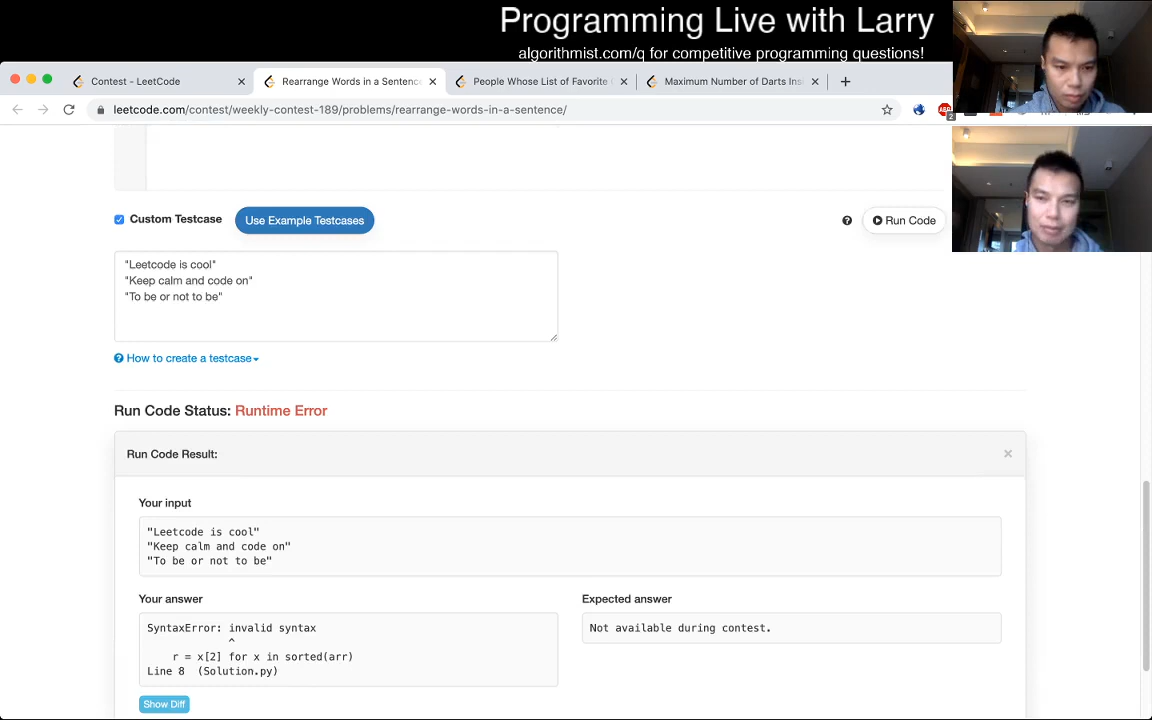 Programming Live with Larry
algorithmist.com/q for competitive programming questions!
Contest - LeetCode
Rearrange Words in a Sentence
People Whose List of Favorite
Maximum Number of Darts Ins
leetcode.com/contest/weekly-contest-189/problems/rearrange-words-in-a-sentence/
2
Custom Testcase
Use Example Testcases
Run Code
"Leetcode is cool"
"Keep calm and code on"
"To be or not to be"
How to create a testcase
Run Code Status: Runtime Error
Run Code Result:
Your input
"Leetcode is cool"
"Keep calm and code on"
"To be or not to be"
Your answer
Expected answer
SyntaxError: invalid syntax
^
r = x[2] for x in sorted(arr)
Line 8 (Solution.py)
Not available during contest.
Show Diff